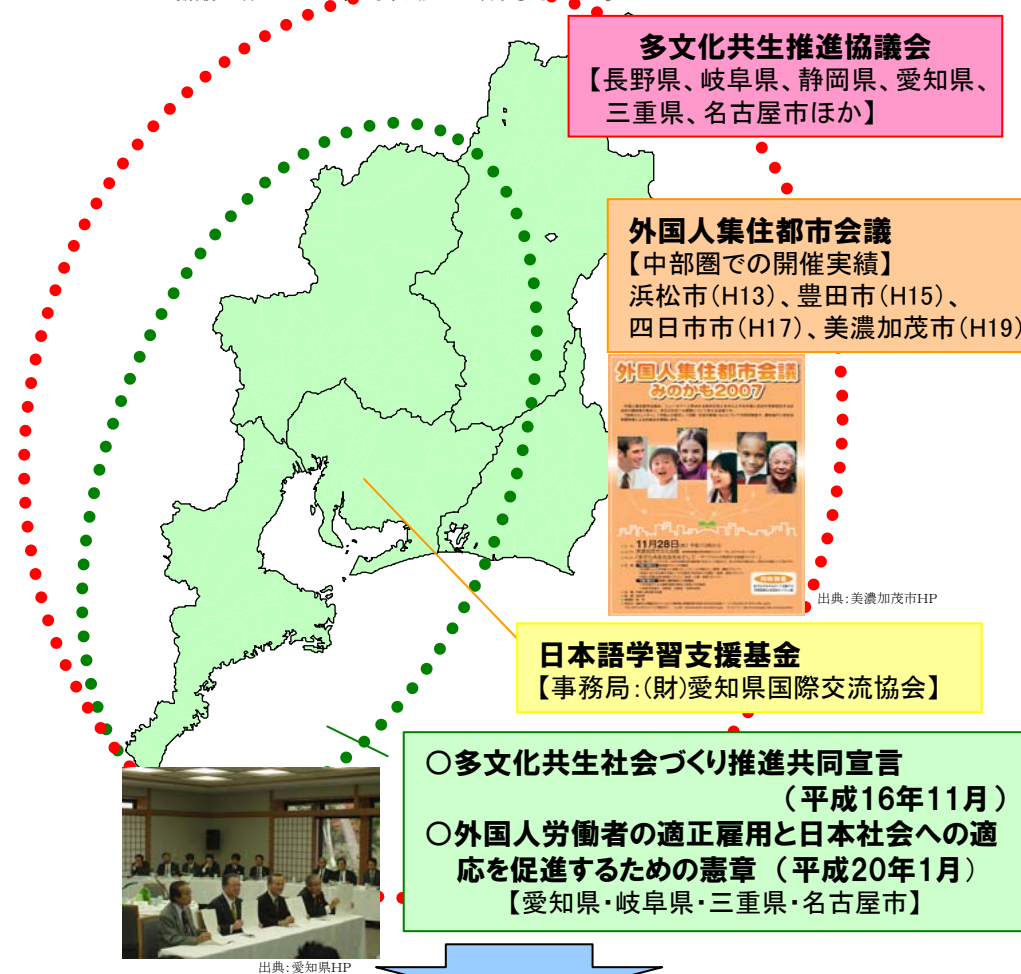 多文化共生推進協議会
【長野県、岐阜県、静岡県、愛知県、
三重県、名古屋市ほか】
外国人集住都市会議
【中部圏での開催実績】
浜松市(H13)、豊田市(H15)、
四日市市(H17)、美濃加茂市(H19)
外国人集住都市会議
みのかも2007
11月28日
出典:美濃加茂市HP
日本語学習支援基金
【事務局:(財)愛知県国際交流協会】
○多文化共生社会づくり推進共同宣言
(平成16年11月)
○外国人労働者の適正雇用と日本社会への適
応を促進するための憲章 (平成20年1月)
【愛知県・岐阜県・三重県・名古屋市】
出典:愛知県HP